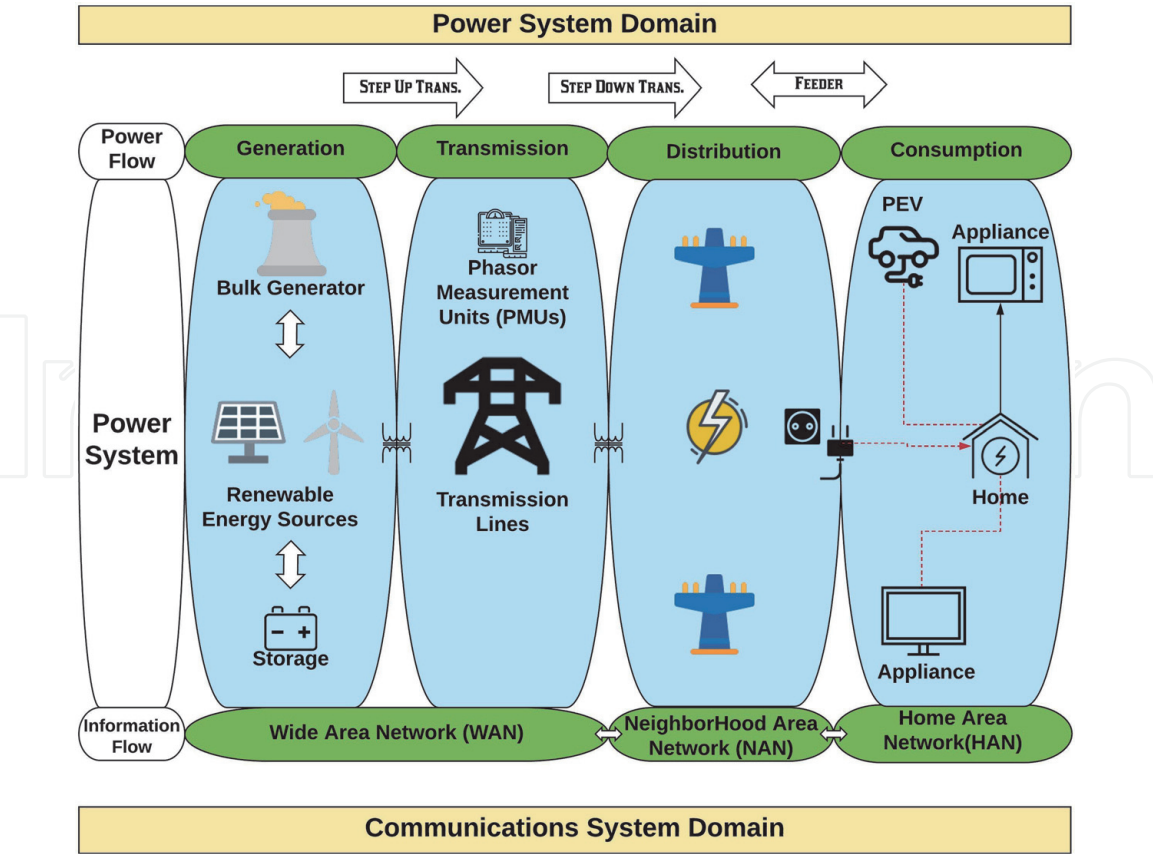 Power System Domain
STEP UP TRANS.
STEP DOWN TRANS.
FEEDER
Power
Flow
Generation
Transmission
Distribution
Consumption
PEV
Appliance
Bulk Generator
Phasor
Measurement
Units (PMUs)
Power
System
Renewable
Energy Sources
Transmission
Lines
Home
Storage
Appliance
Information
Flow
Wide Area Network (WAN)
NeighborHood Area
Network (NAN)
Home Area
Network(HAN)
Communications System Domain